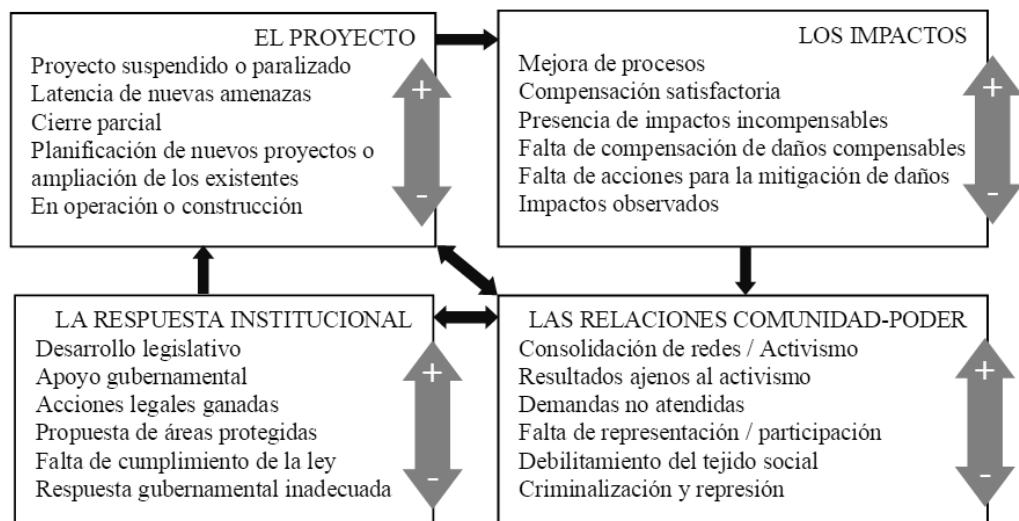 EL PROYECTO
Proyecto suspendido o paralizado
Latencia de nuevas amenazas
Cierre parcial
Planificación de nuevos proyectos o
ampliación de los existentes
En operación o construcción
+
-
LOS IMPACTOS
Mejora de procesos
Compensación satisfactoria
Presencia de impactos incompensables
Falta de compensación de daños compensables
Falta de acciones para la mitigación de daños
Impactos observados
+
-
LA RESPUESTA INSTITUCIONAL
Desarrollo legislativo
Apoyo gubernamental
Acciones legales ganadas
Propuesta de áreas protegidas
Falta de cumplimiento de la ley
Respuesta gubernamental inadecuada
+
-
LAS RELACIONES COMUNIDAD-PODER
Consolidación de redes / Activismo
Resultados ajenos al activismo
Demandas no atendidas
Falta de representación / participación
Debilitamiento del tejido social
Criminalización y represión
+
-